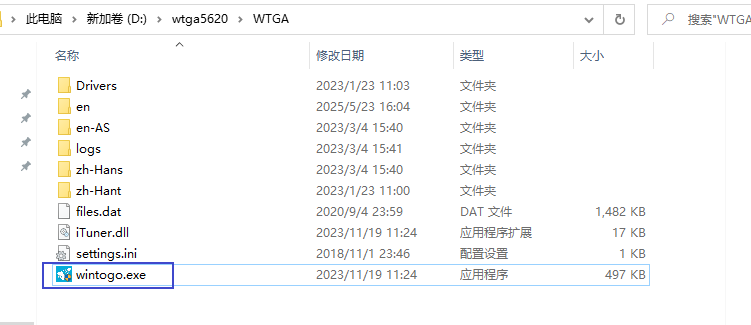 此电脑 > 新加卷 (D:) > wtga5620 > WTGA 搜索"WTGA
名称 修改日期 类型 大小
Drivers 2023/1/23 11:03 文件夹
en 2025/5/23 16:04 文件夹
en-AS 2023/3/4 15:40 文件夹
logs 2023/3/4 15:41 文件夹
zh-Hans 2023/3/4 15:40 文件夹
zh-Hant 2023/1/23 11:00 文件夹
files.dat 2020/9/4 23:59 DAT 文件 1,482 KB
iTuner.dll 2023/11/19 11:24 应用程序扩展 17 KB
settings.ini 2018/11/1 23:46 配置设置 1 KB
wintogo.exe 2023/11/19 11:24 应用程序 497 KB